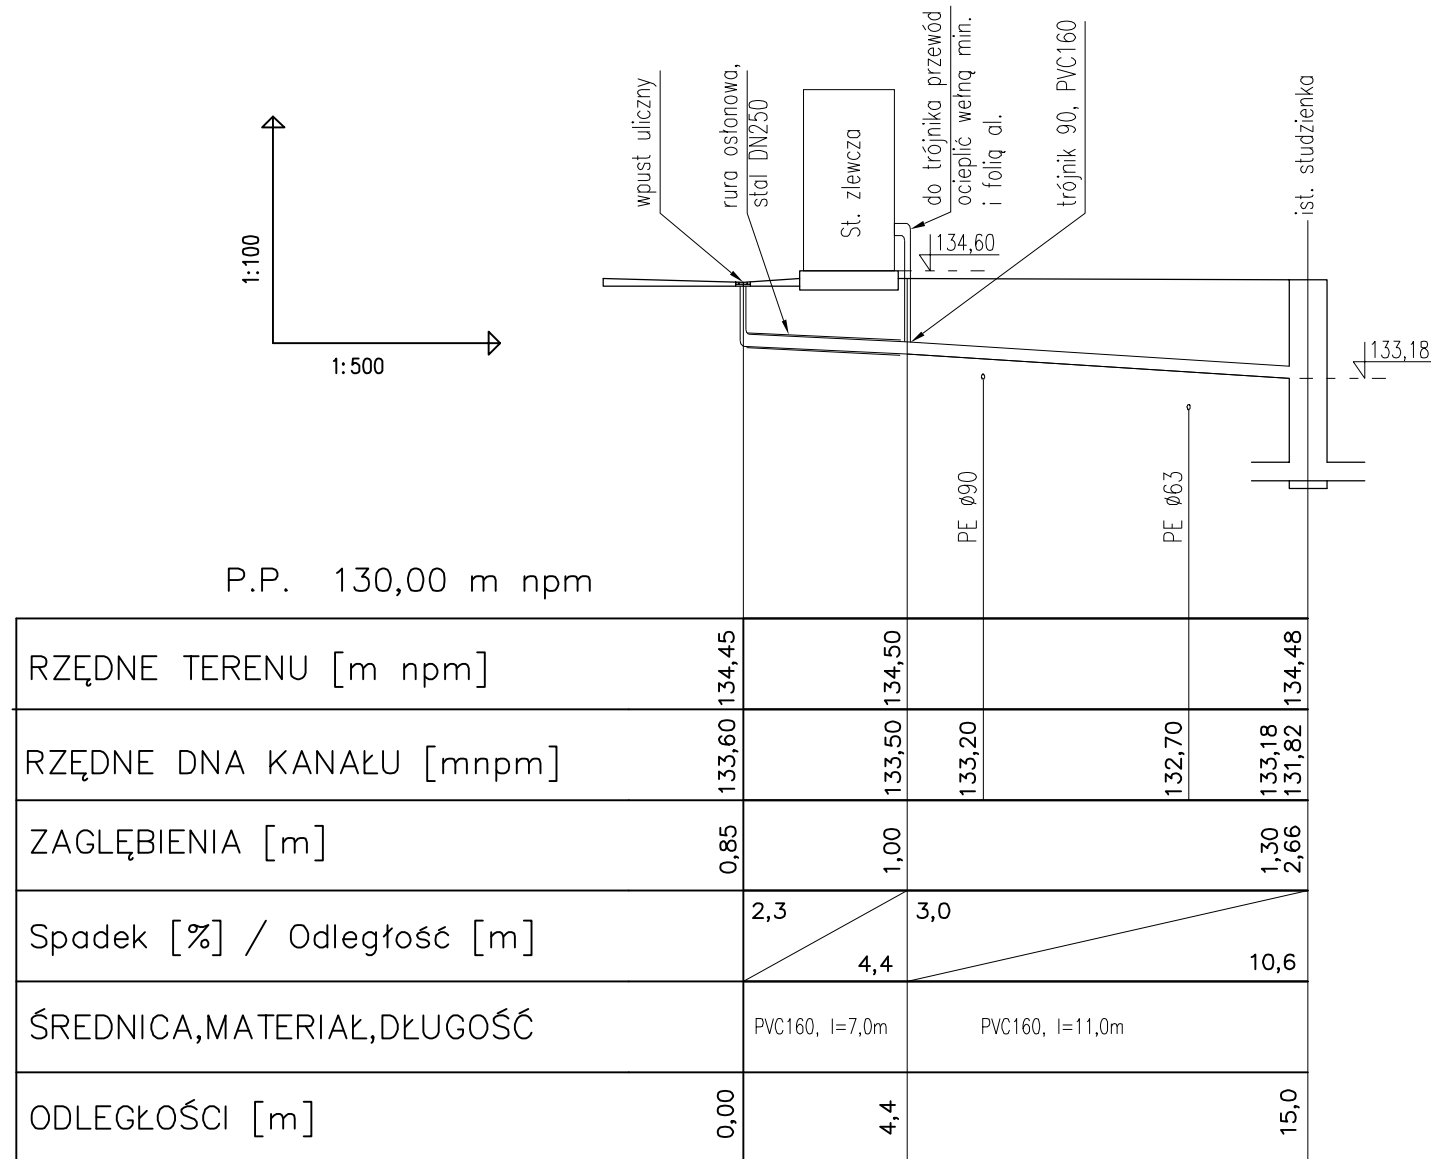 wpust uliczny
rura osłonowa,
stal DN250
St. zlewcza
do trójnika przewód
ocieplić wełną min.
i folią al.
trójnik 90, PVC160
ist. studzienka
1:100
1:500
134,60
133,18
PE ø90
PE ø63
P.P. 130,00 m npm
RZĘDNE TERENU [m npm] 134,45 134,50 134,48
RZĘDNE DNA KANAŁU [mnpm] 133,60 133,50 133,20 132,70 133,18
131,82
ZAGLĘBIENIA [m] 0,85 1,00 1,30
2,66
Spadek [%] / Odległość [m] 2,3 4,4 3,0 10,6
ŚREDNICA,MATERIAŁ,DŁUGOŚĆ PVC160, l=7,0m PVC160, l=11,0m
ODLEGŁOŚCI [m] 0,00 4,4 15,0